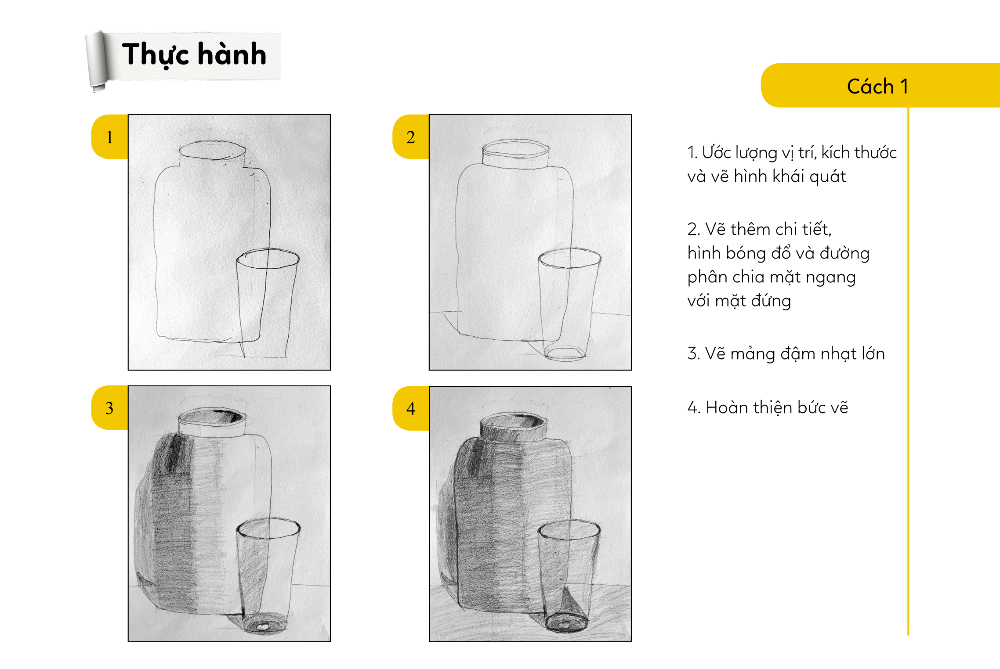 Thực hành
Cách 1
1
2
3
4
1. Ước lượng vị trí, kích thước
và vẽ hình khái quát
2. Vẽ thêm chi tiết,
hình bóng đổ và đường
phân chia mặt ngang
với mặt đứng
3. Vẽ mảng đậm nhạt lớn
4. Hoàn thiện bức vẽ